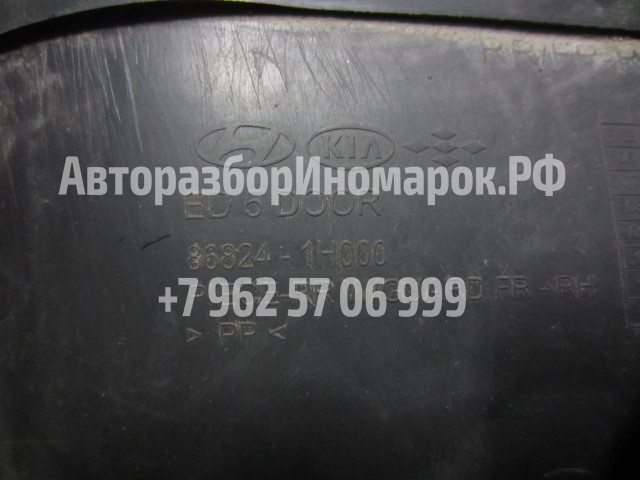 KIA
АвторазборИномарок.РФ
ED 5 DOOR
86824 - 1H000
+7 962 57 06 999
FR - RH
> PP <